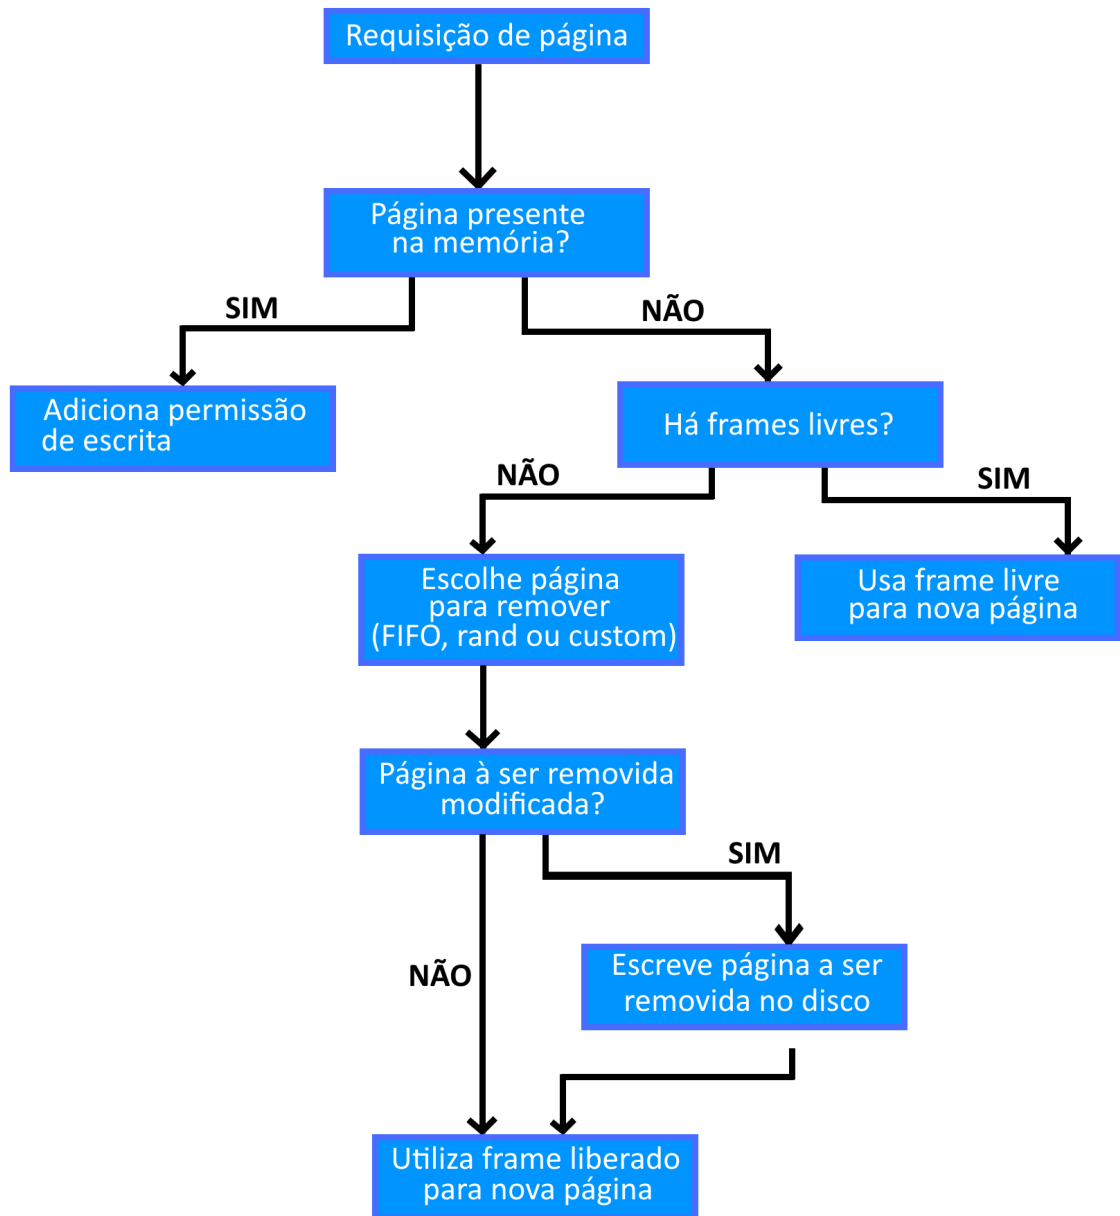 Requisição de página
Página presente
na memória?
SIM
NÃO
Adiciona permissão
de escrita
Há frames livres?
NÃO
SIM
Escolhe página
para remover
(FIFO, rand ou custom)
Usa frame livre
para nova página
Página à ser removida
modificada?
SIM
NÃO
Escreve página a ser
removida no disco
Utiliza frame liberado
para nova página